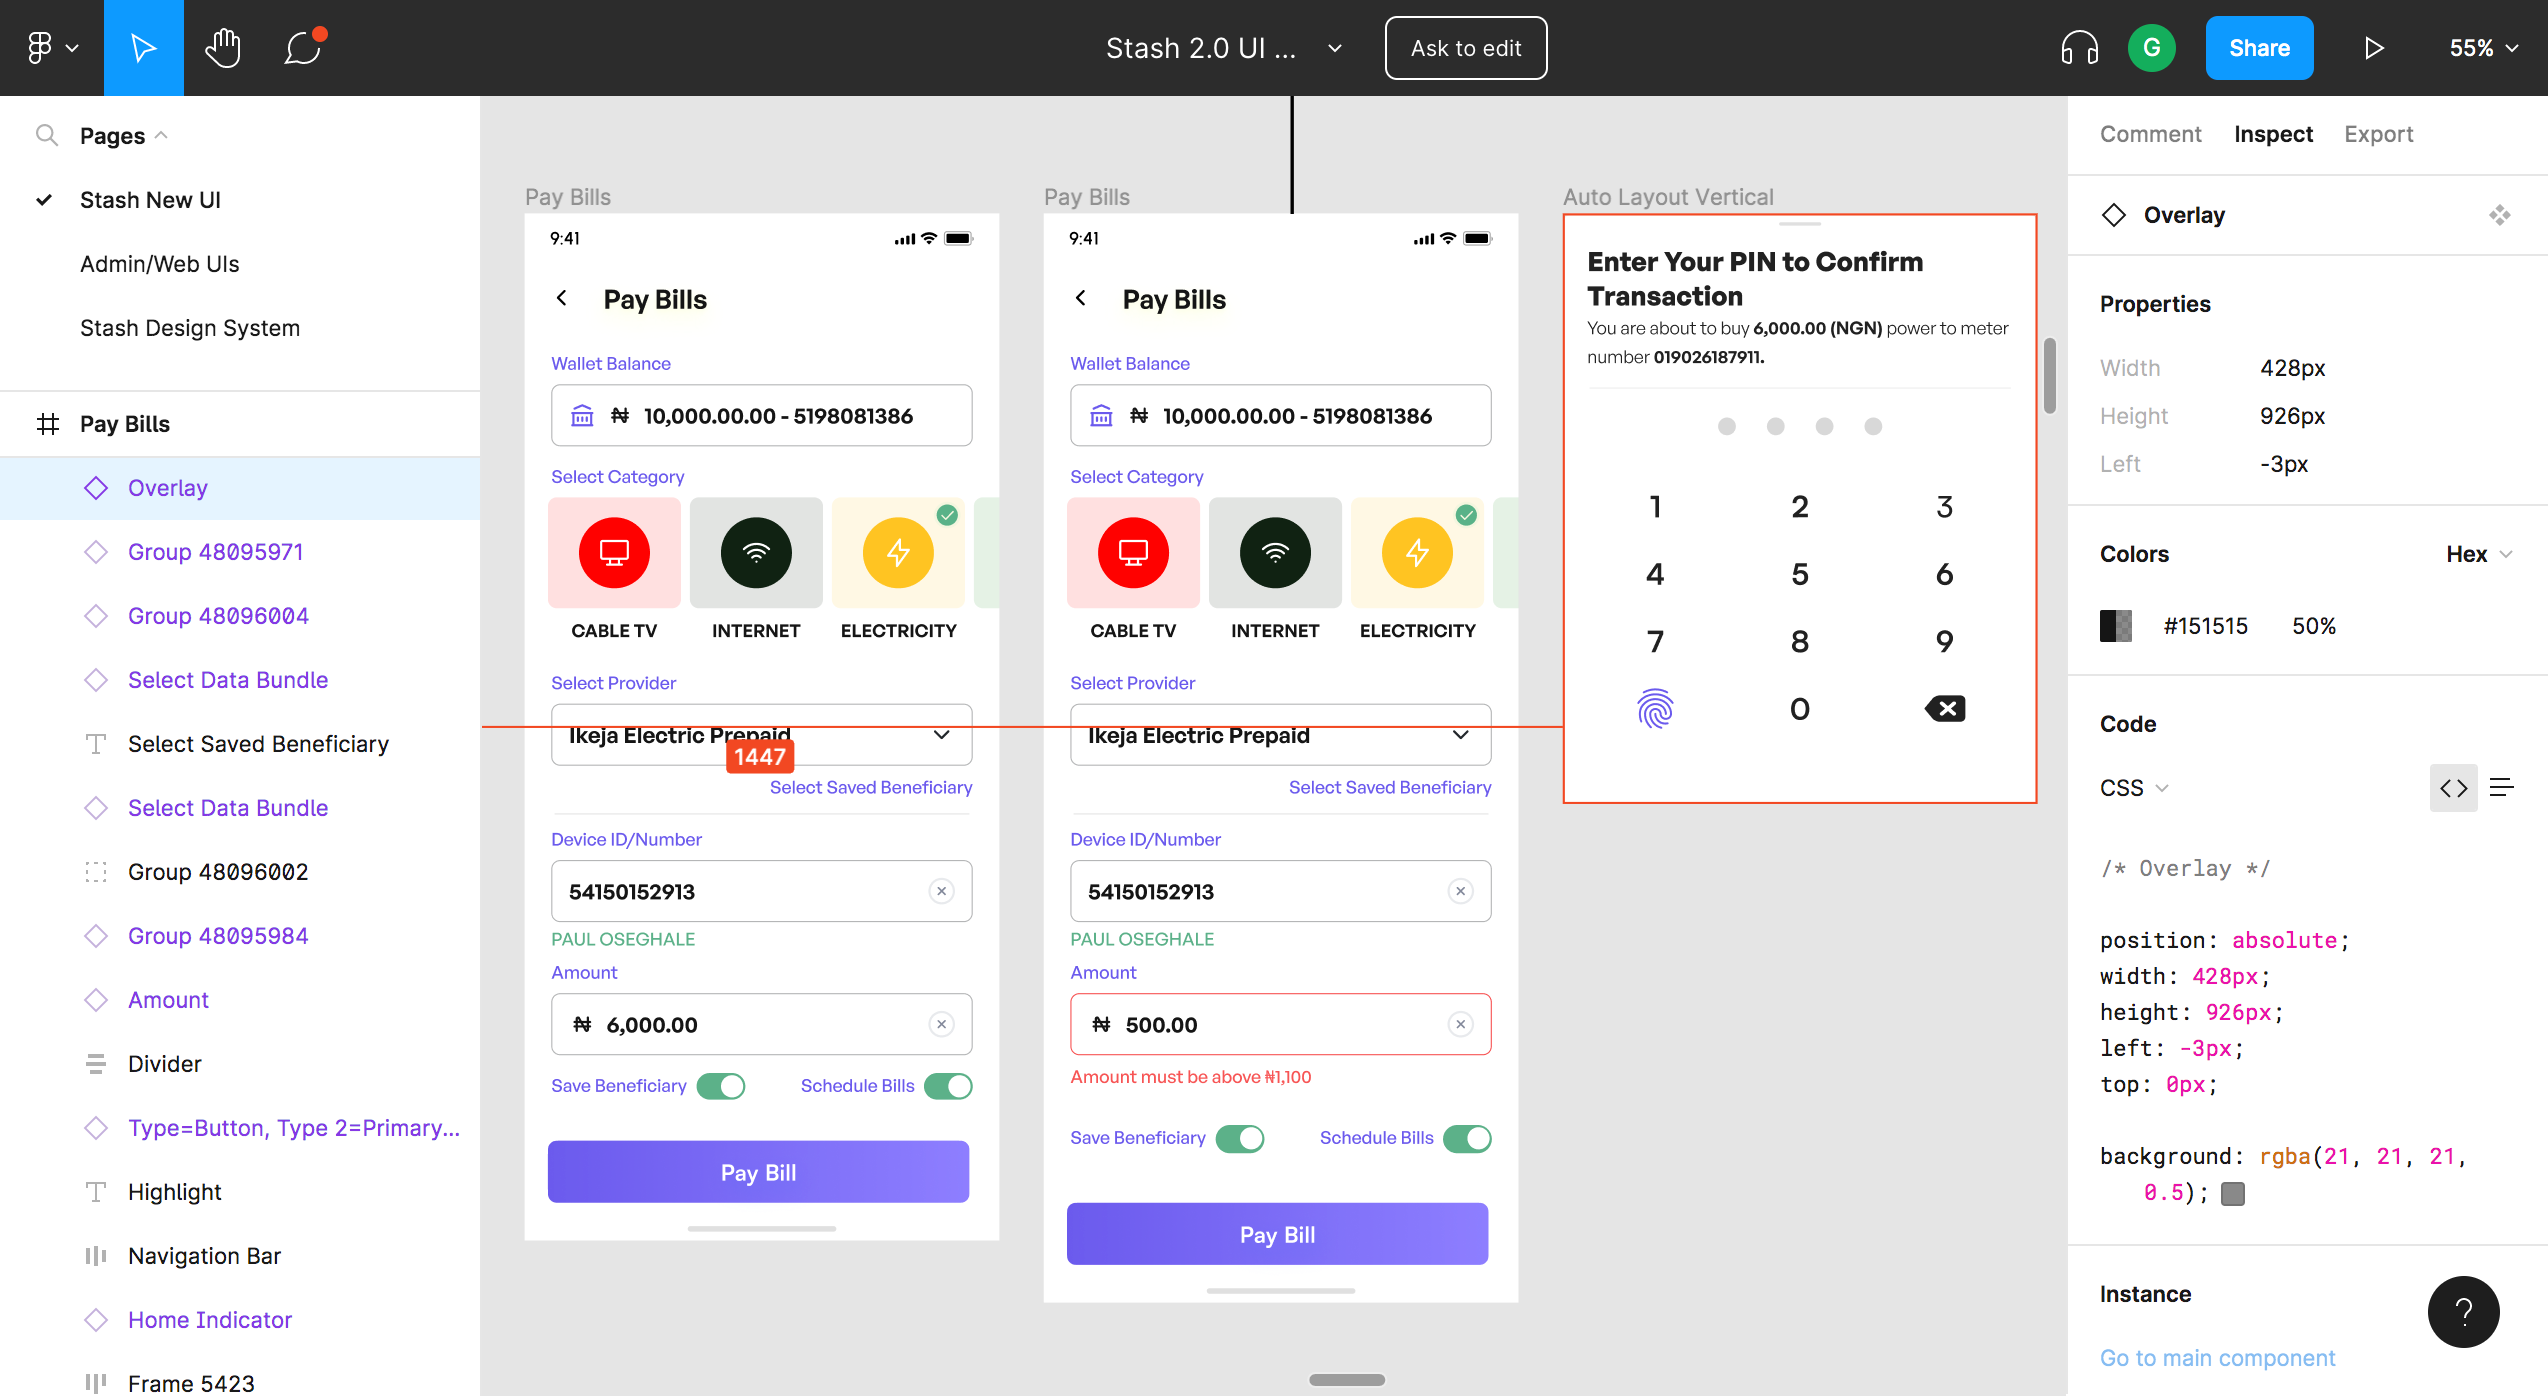 Stash 2.0 UI ...
Ask to edit
G
Share
55%
Pages
Stash New UI
Admin/Web UIs
Stash Design System
Pay Bills
Overlay
Group 48095971
Group 48096004
Select Data Bundle
Select Saved Beneficiary
Select Data Bundle
Group 48096002
Group 48095984
Amount
Divider
Type=Button, Type 2=Primary...
Highlight
Navigation Bar
Home Indicator
Frame 5423
Pay Bills
9:41
Pay Bills
Wallet Balance
₦ 10,000.00.00 - 5198081386
Select Category
CABLE TV
INTERNET
ELECTRICITY
Select Provider
Ikeja Electric Prepaid
1447
Select Saved Beneficiary
Device ID/Number
54150152913
PAUL OSEGHALE
Amount
₦ 6,000.00
Save Beneficiary
Schedule Bills
Pay Bill
Pay Bills
9:41
Pay Bills
Wallet Balance
₦ 10,000.00.00 - 5198081386
Select Category
CABLE TV
INTERNET
ELECTRICITY
Select Provider
Ikeja Electric Prepaid
Select Saved Beneficiary
Device ID/Number
54150152913
PAUL OSEGHALE
Amount
₦ 500.00
Amount must be above ₦1,100
Save Beneficiary
Schedule Bills
Pay Bill
Auto Layout Vertical
Enter Your PIN to Confirm
Transaction
You are about to buy 6,000.00 (NGN) power to meter
number 019026187911.
1 2 3
4 5 6
7 8 9
0
Comment
Inspect
Export
Overlay
Properties
Width 428px
Height 926px
Left -3px
Colors
Hex
#151515 50%
Code
CSS
/* Overlay */
position: absolute;
width: 428px;
height: 926px;
left: -3px;
top: 0px;
background: rgba(21, 21, 21,
0.5);
Instance
?
Go to main component